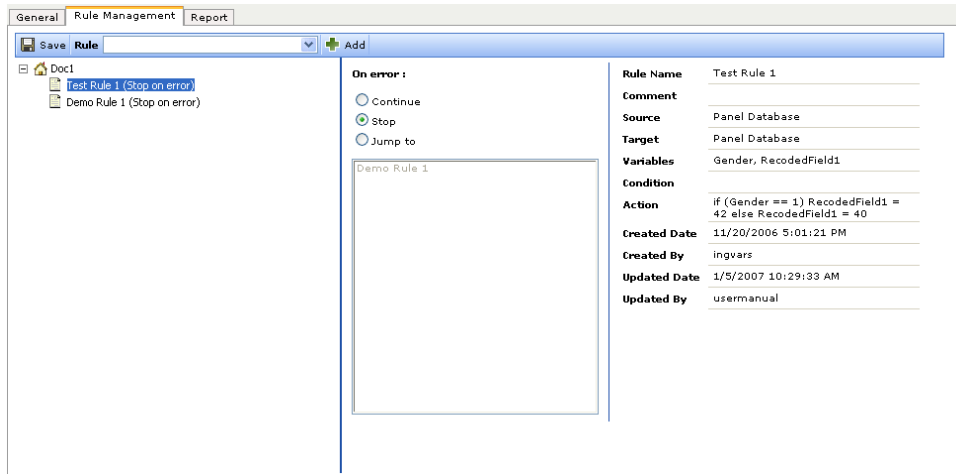 General Rule Management Report
Save Rule Add
Doc1
Test Rule 1 (Stop on error)
Demo Rule 1 (Stop on error)
On error :
Continue
Stop
Jump to
Demo Rule 1
Rule Name Test Rule 1
Comment
Source Panel Database
Target Panel Database
Variables Gender, RecodedField1
Condition
Action if (Gender == 1) RecodedField1 =
42 else RecodedField1 = 40
Created Date 11/20/2006 5:01:21 PM
Created By ingvars
Updated Date 1/5/2007 10:29:33 AM
Updated By usermanual